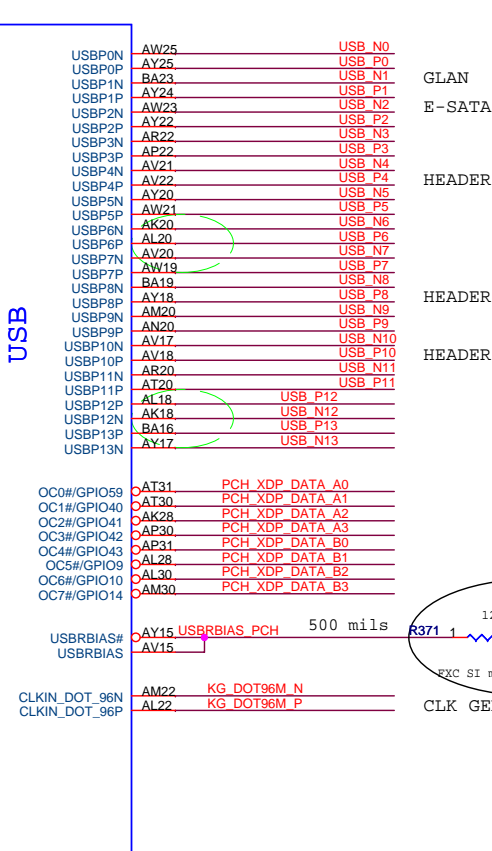 USB
USBP0N AW25 USB_N0
USBP0P AY25 USB_P0
USBP1N BA23 USB_N1 GLAN
USBP1P AY24 USB_P1
USBP2N AW23 USB_N2 E-SATA
USBP2P AY22 USB_P2
USBP3N AR22 USB_N3
USBP3P AP22 USB_P3
USBP4N AV21 USB_N4
USBP4P AV22 USB_P4 HEADER
USBP5N AY20 USB_N5
USBP5P AW21 USB_P5
USBP6N AK20 USB_N6
USBP6P AL20 USB_P6
USBP7N AV20 USB_N7
USBP7P AW19 USB_P7
USBP8N BA19 USB_N8
USBP8P AY18 USB_P8 HEADER
USBP9N AM20 USB_N9
USBP9P AN20 USB_P9
USBP10N AV17 USB_N10
USBP10P AV18 USB_P10 HEADER
USBP11N AR20 USB_N11
USBP11P AT20 USB_P11
USBP12P AL18 USB_P12
USBP12N AK18 USB_N12
USBP13P BA16 USB_P13
USBP13N AY17 USB_N13
OC0#/GPIO59 AT31 PCH_XDP_DATA_A0
OC1#/GPIO40 AT30 PCH_XDP_DATA_A1
OC2#/GPIO41 AK28 PCH_XDP_DATA_A2
OC3#/GPIO42 AP30 PCH_XDP_DATA_A3
OC4#/GPIO43 AP31 PCH_XDP_DATA_B0
OC5#/GPIO9 AL28 PCH_XDP_DATA_B1
OC6#/GPIO10 AL30 PCH_XDP_DATA_B2
OC7#/GPIO14 AM30 PCH_XDP_DATA_B3
12
USBRBIAS# AY15 USBRBIAS_PCH 500 mils R371 1
USBRBIAS AV15
FXC SI m
CLKIN_DOT_96N AM22 KG_DOT96M_N
CLKIN_DOT_96P AL22 KG_DOT96M_P CLK GE